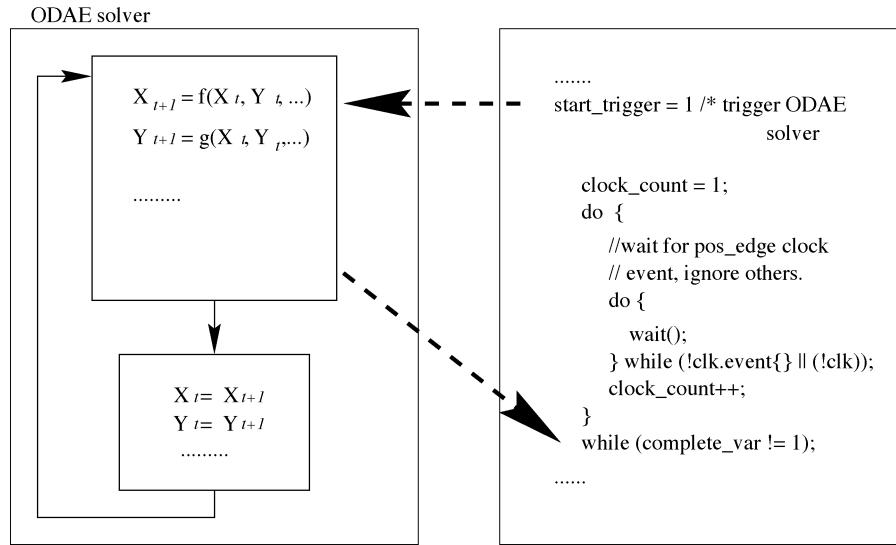 ODAE solver
X t+1 = f(X t, Y t, ...)
Y t+1 = g(X t, Y t,...)
.........
X t = X t+1
Y t = Y t+1
.........
.......
start_trigger = 1 /* trigger ODAE
solver
clock_count = 1;
do {
//wait for pos_edge clock
// event, ignore others.
do {
wait();
} while (!clk.event{} || (!clk));
clock_count++;
}
while (complete_var != 1);
......